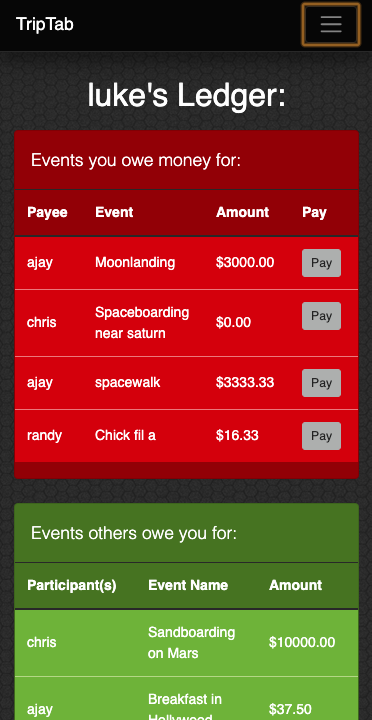 TripTab
luke's Ledger:
Events you owe money for:
Payee Event Amount Pay
ajay Moonlanding $3000.00 Pay
chris Spaceboarding near saturn $0.00 Pay
ajay spacewalk $3333.33 Pay
randy Chick fil a $16.33 Pay
Events others owe you for:
Participant(s) Event Name Amount
chris Sandboarding on Mars $10000.00
ajay Breakfast in Hollywood $37.50